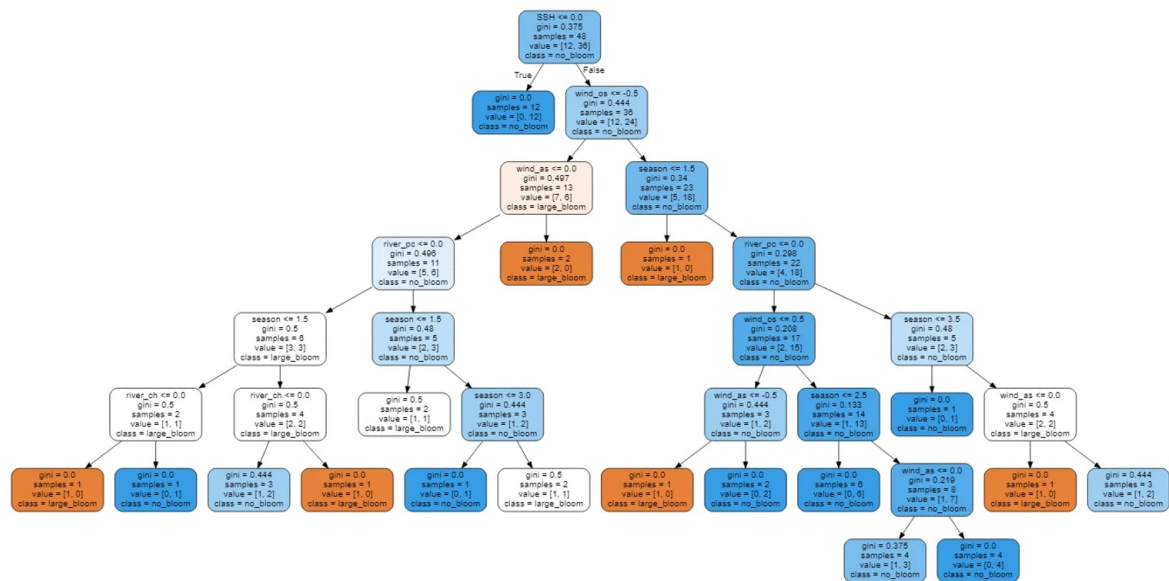 SSH <= 0.0
gini = 0.375
samples = 48
value = [12, 36]
class = no_bloom
True
False
gini = 0.0
samples = 12
value = [0, 12]
class = no_bloom
wind_os <= -0.5
gini = 0.444
samples = 36
value = [12, 24]
class = no_bloom
wind_as <= 0.0
gini = 0.497
samples = 13
value = [7, 6]
class = large_bloom
season <= 1.5
gini = 0.34
samples = 23
value = [5, 18]
class = no_bloom
river_pc <= 0.0
gini = 0.496
samples = 11
value = [5, 6]
class = no_bloom
gini = 0.0
samples = 2
value = [2, 0]
class = large_bloom
gini = 0.0
samples = 1
value = [1, 0]
class = large_bloom
river_pc <= 0.0
gini = 0.298
samples = 22
value = [4, 18]
class = no_bloom
season <= 1.5
gini = 0.5
samples = 6
value = [3, 3]
class = large_bloom
season <= 1.5
gini = 0.48
samples = 5
value = [2, 3]
class = no_bloom
wind_os <= 0.5
gini = 0.208
samples = 17
value = [2, 15]
class = no_bloom
season <= 3.5
gini = 0.48
samples = 5
value = [2, 3]
class = no_bloom
river_ch <= 0.0
gini = 0.5
samples = 2
value = [1, 1]
class = large_bloom
river_ch <= 0.0
gini = 0.5
samples = 4
value = [2, 2]
class = large_bloom
gini = 0.5
samples = 2
value = [1, 1]
class = large_bloom
season <= 3.0
gini = 0.444
samples = 3
value = [1, 2]
class = no_bloom
wind_as <= -0.5
gini = 0.444
samples = 3
value = [1, 2]
class = no_bloom
season <= 2.5
gini = 0.133
samples = 14
value = [1, 13]
class = no_bloom
gini = 0.0
samples = 1
value = [0, 1]
class = no_bloom
wind_as <= 0.0
gini = 0.5
samples = 4
value = [2, 2]
class = large_bloom
gini = 0.0
samples = 1
value = [1, 0]
class = large_bloom
gini = 0.0
samples = 1
value = [0, 1]
class = no_bloom
gini = 0.444
samples = 3
value = [1, 2]
class = no_bloom
gini = 0.0
samples = 1
value = [1, 0]
class = large_bloom
gini = 0.0
samples = 1
value = [0, 1]
class = no_bloom
gini = 0.5
samples = 2
value = [1, 1]
class = large_bloom
gini = 0.0
samples = 1
value = [1, 0]
class = large_bloom
gini = 0.0
samples = 2
value = [0, 2]
class = no_bloom
gini = 0.0
samples = 6
value = [0, 6]
class = no_bloom
wind_as <= 0.0
gini = 0.219
samples = 8
value = [1, 7]
class = no_bloom
gini = 0.0
samples = 1
value = [1, 0]
class = large_bloom
gini = 0.444
samples = 3
value = [1, 2]
class = no_bloom
gini = 0.375
samples = 4
value = [1, 3]
class = no_bloom
gini = 0.0
samples = 4
value = [0, 4]
class = no_bloom